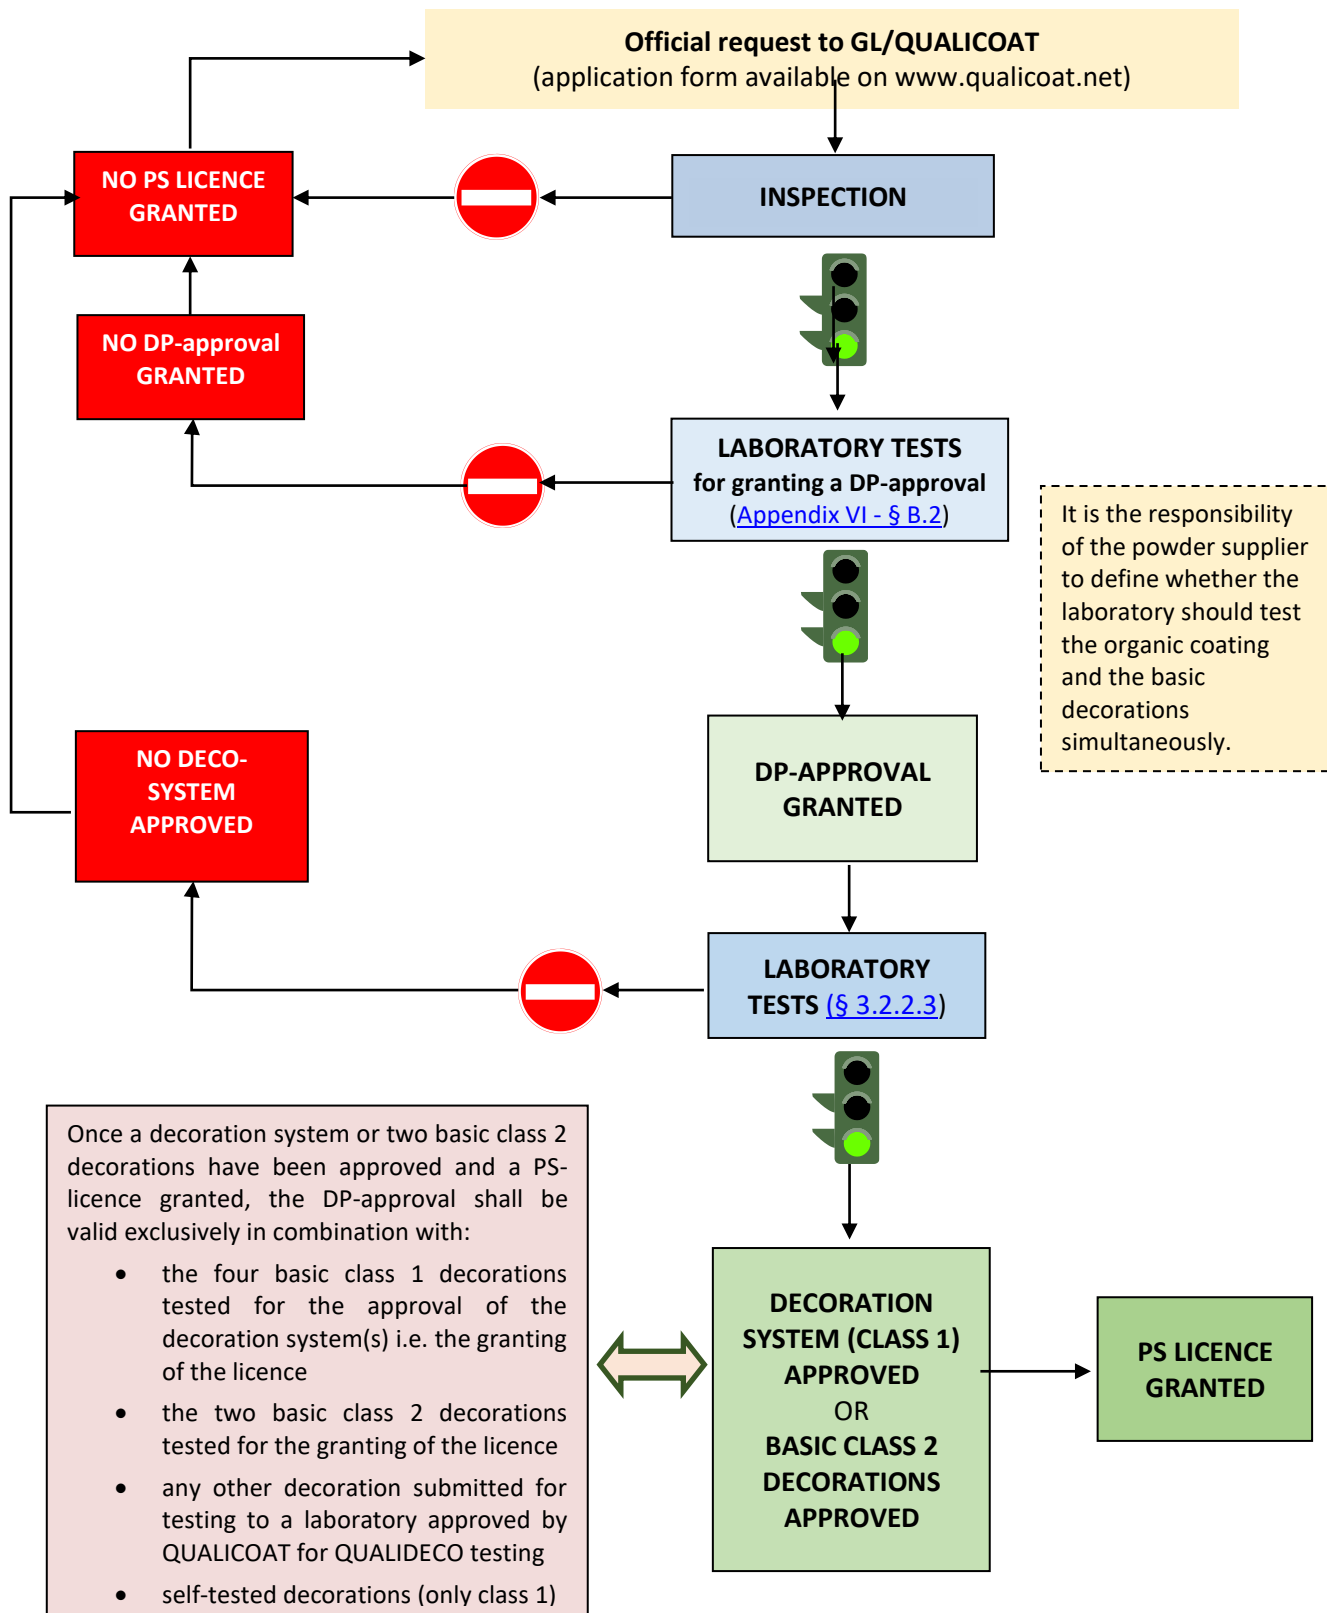 Official request to GL/QUALICOAT
(application form available on www.qualicoat.net)
NO PS LICENCE
GRANTED
INSPECTION
NO DP-approval
GRANTED
LABORATORY TESTS
for granting a DP-approval
(Appendix VI - § B.2)
It is the responsibility
of the powder supplier
to define whether the
laboratory should test
the organic coating
and the basic
decorations
simultaneously.
NO DECO-
SYSTEM
APPROVED
DP-APPROVAL
GRANTED
LABORATORY
TESTS (§ 3.2.2.3)
Once a decoration system or two basic class 2
decorations have been approved and a PS-
licence granted, the DP-approval shall be
valid exclusively in combination with:
• the four basic class 1 decorations
tested for the approval of the
decoration system(s) i.e. the granting
of the licence
• the two basic class 2 decorations
tested for the granting of the licence
• any other decoration submitted for
testing to a laboratory approved by
QUALICOAT for QUALIDECO testing
• self-tested decorations (only class 1)
DECORATION
SYSTEM (CLASS 1)
APPROVED
OR
BASIC CLASS 2
DECORATIONS
APPROVED
PS LICENCE
GRANTED